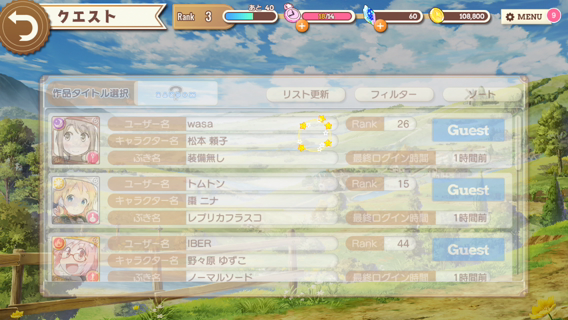 クエスト
Rank 3
あと 40
18/14
60
108,800
MENU 9
作品タイトル選択
リスト更新
フィルター
ソート
ユーザー名 wasa Rank 26 Guest
キャラクター名 松本 頼子
ぶき名 装備無し 最終ログイン時間 1時間前
ユーザー名 トムトソン Rank 15 Guest
キャラクター名 棗 ニナ
ぶき名 レプリカフラスコ 最終ログイン時間 1時間前
ユーザー名 IBER Rank 44 Guest
キャラクター名 野々原 ゆずこ
ぶき名 ノーマルソード 最終ログイン時間 1時間前